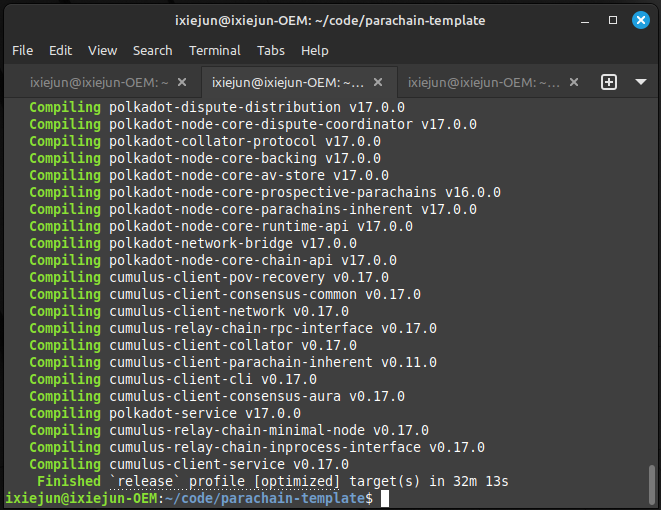 ixiejun@ixiejun-OEM: ~/code/parachain-template
File Edit View Search Terminal Tabs Help
ixiejun@ixiejun-OEM: ~ ixiejun@ixiejun-OEM: ~... ixiejun@ixiejun-OEM: ~...
Compiling polkadot-dispute-distribution v17.0.0
Compiling polkadot-node-core-dispute-coordinator v17.0.0
Compiling polkadot-collator-protocol v17.0.0
Compiling polkadot-node-core-backing v17.0.0
Compiling polkadot-node-core-av-store v17.0.0
Compiling polkadot-node-core-prospective-parachains v16.0.0
Compiling polkadot-node-core-parachains-inherent v17.0.0
Compiling polkadot-node-core-runtime-api v17.0.0
Compiling polkadot-network-bridge v17.0.0
Compiling polkadot-node-core-chain-api v17.0.0
Compiling cumulus-client-pov-recovery v0.17.0
Compiling cumulus-client-consensus-common v0.17.0
Compiling cumulus-client-network v0.17.0
Compiling cumulus-relay-chain-rpc-interface v0.17.0
Compiling cumulus-client-collator v0.17.0
Compiling cumulus-client-parachain-inherent v0.11.0
Compiling cumulus-client-cli v0.17.0
Compiling cumulus-client-consensus-aura v0.17.0
Compiling polkadot-service v17.0.0
Compiling cumulus-relay-chain-minimal-node v0.17.0
Compiling cumulus-relay-chain-inprocess-interface v0.17.0
Compiling cumulus-client-service v0.17.0
Finished `release` profile [optimized] target(s) in 32m 13s
ixiejun@ixiejun-OEM:~/code/parachain-template$